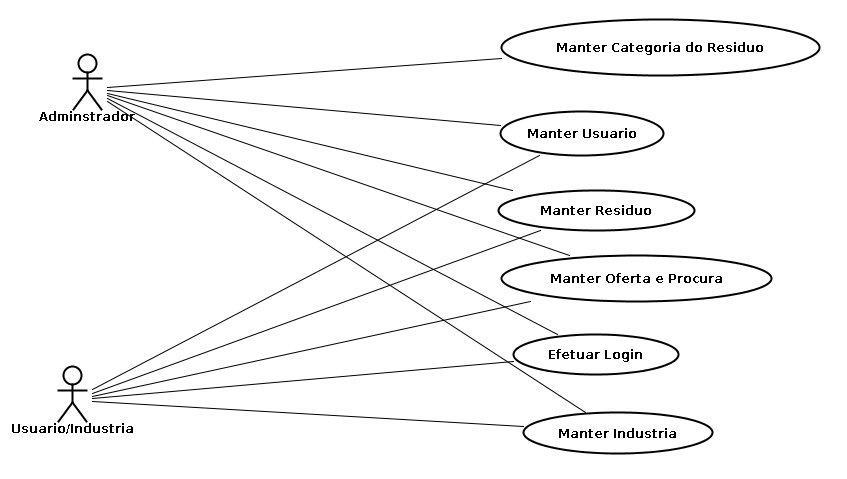 Manter Categoria do Residuo
Adminstrador
Manter Usuario
Manter Residuo
Manter Oferta e Procura
Efetuar Login
Usuario/Industria
Manter Industria